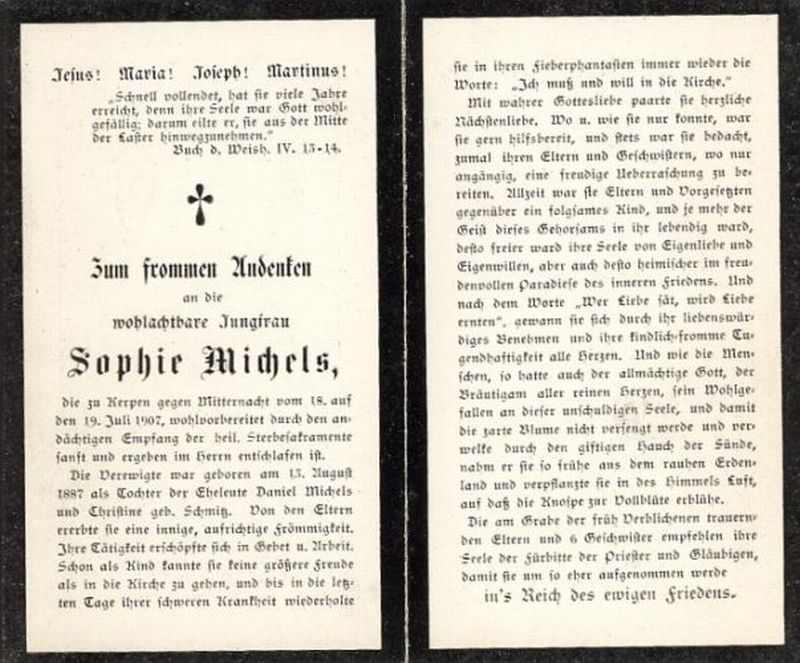 Jesus! Maria! Joseph! Martinus!
„Schnell vollendet, hat sie viele Jahre
erreicht, denn ihre Seele war Gott wohl-
gefällig; darum eilte er, sie aus der Mitte
der Laster hinwegzunehmen."
Buch d. Weish. IV. 13-14.
Zum frommen Andenken
an die
wohlachtbare Jungfrau
Sophie Michels,
die zu Kerpen gegen Mitternacht vom 18. auf
den 19. Juli 1907, wohlvorbereitet durch den an-
dächtigen Empfang der heil. Sterbesakramente
sanft und ergeben im Herrn entschlafen ist.
Die Verewigte war geboren am 13. August
1887 als Tochter der Eheleute Daniel Michels
und Christine geb. Schmitz. Von den Eltern
ererbte sie eine innige, aufrichtige Frömmigkeit.
Ihre Tätigkeit erschöpfte sich in Gebet u. Arbeit.
Schon als Kind kannte sie keine größere Freude
als in die Kirche zu gehen, und bis in die letz-
ten Tage ihrer schweren Krankheit wiederholte
sie in ihren Fieberphantasien immer wieder die
Worte: „Ich muß und will in die Kirche."
Mit wahrer Gottesliebe paarte sie herzliche
Nächstenliebe. Wo u. wie sie nur konnte, war
sie gern hilfsbereit, und stets war sie bedacht,
zumal ihren Eltern und Geschwistern, wo nur
angängig, eine freudige Ueberraschung zu be-
reiten. Allzeit war sie Eltern und Vorgesetzten
gegenüber ein folgsames Kind, und je mehr der
Geist dieses Gehorsams in ihr lebendig ward,
desto freier ward ihre Seele von Eigenliebe und
Eigenwillen, aber auch desto heimischer im freu-
denvollen Paradiese des inneren Friedens. Und
nach dem Worte „Wer Liebe sät, wird Liebe
ernten", gewann sie sich durch ihr liebenswür-
diges Benehmen und ihre kindlich-fromme Tu-
gendhaftigkeit alle Herzen. Und wie die Men-
schen, so hatte auch der allmächtige Gott, der
Bräutigam aller reinen Herzen, sein Wohlge-
fallen an dieser unschuldigen Seele, und damit
die zarte Blume nicht versengt werde und ver-
welke durch den giftigen Hauch der Sünde,
nahm er sie so frühe aus dem rauhen Erden-
land und verpflanzte sie in des Himmels Luft,
auf daß die Knospe zur Vollblüte erblühe.
Die am Grabe der früh Verblichenen trauern-
den Eltern und 6 Geschwister empfehlen ihre
Seele der Fürbitte der Priester und Gläubigen,
damit sie um so eher aufgenommen werde
in's Reich des ewigen Friedens.